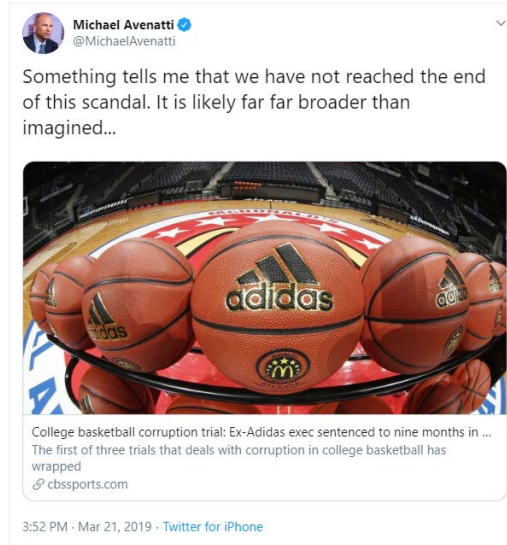 Michael Avenatti
@MichaelAvenatti
Something tells me that we have not reached the end
of this scandal. It is likely far far broader than
imagined...
McDONALD'S
adidas
adidas
adidas
College basketball corruption trial: Ex-Adidas exec sentenced to nine months in ...
The first of three trials that deals with corruption in college basketball has
wrapped
cbssports.com
3:52 PM · Mar 21, 2019 · Twitter for iPhone